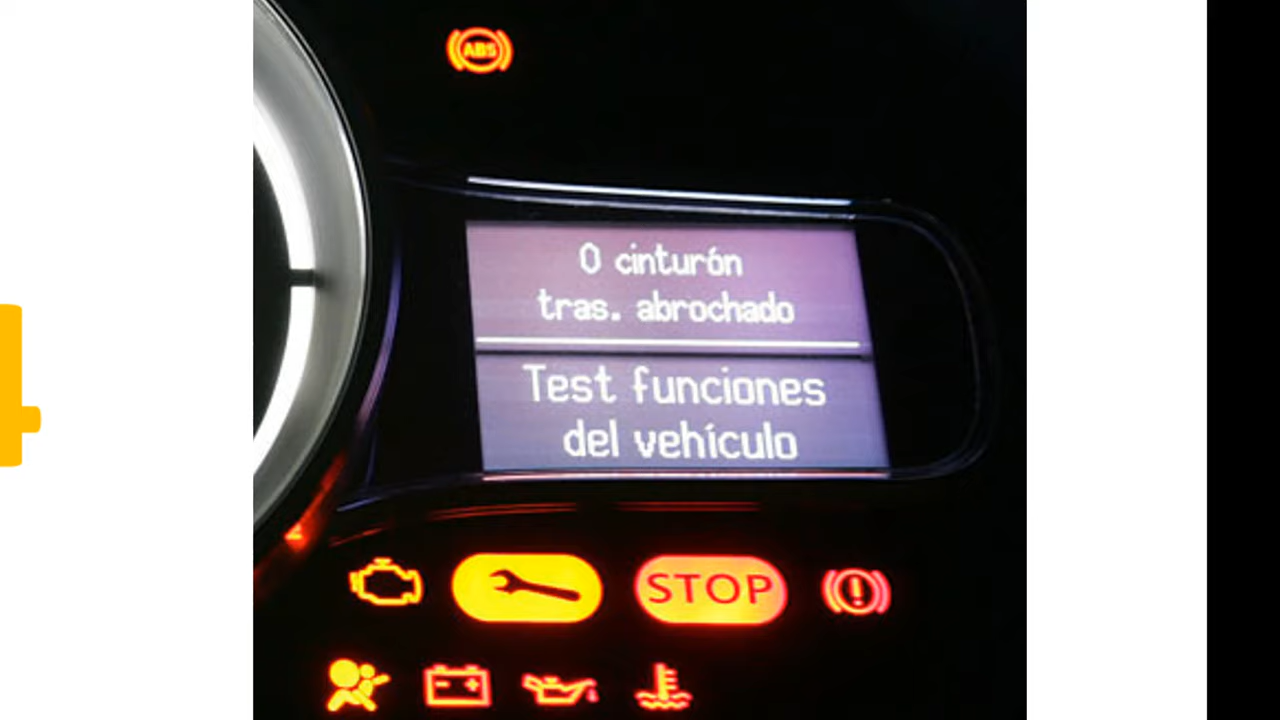 ABS
0 cinturón
tras. abrochado
Test funciones
del vehículo
STOP